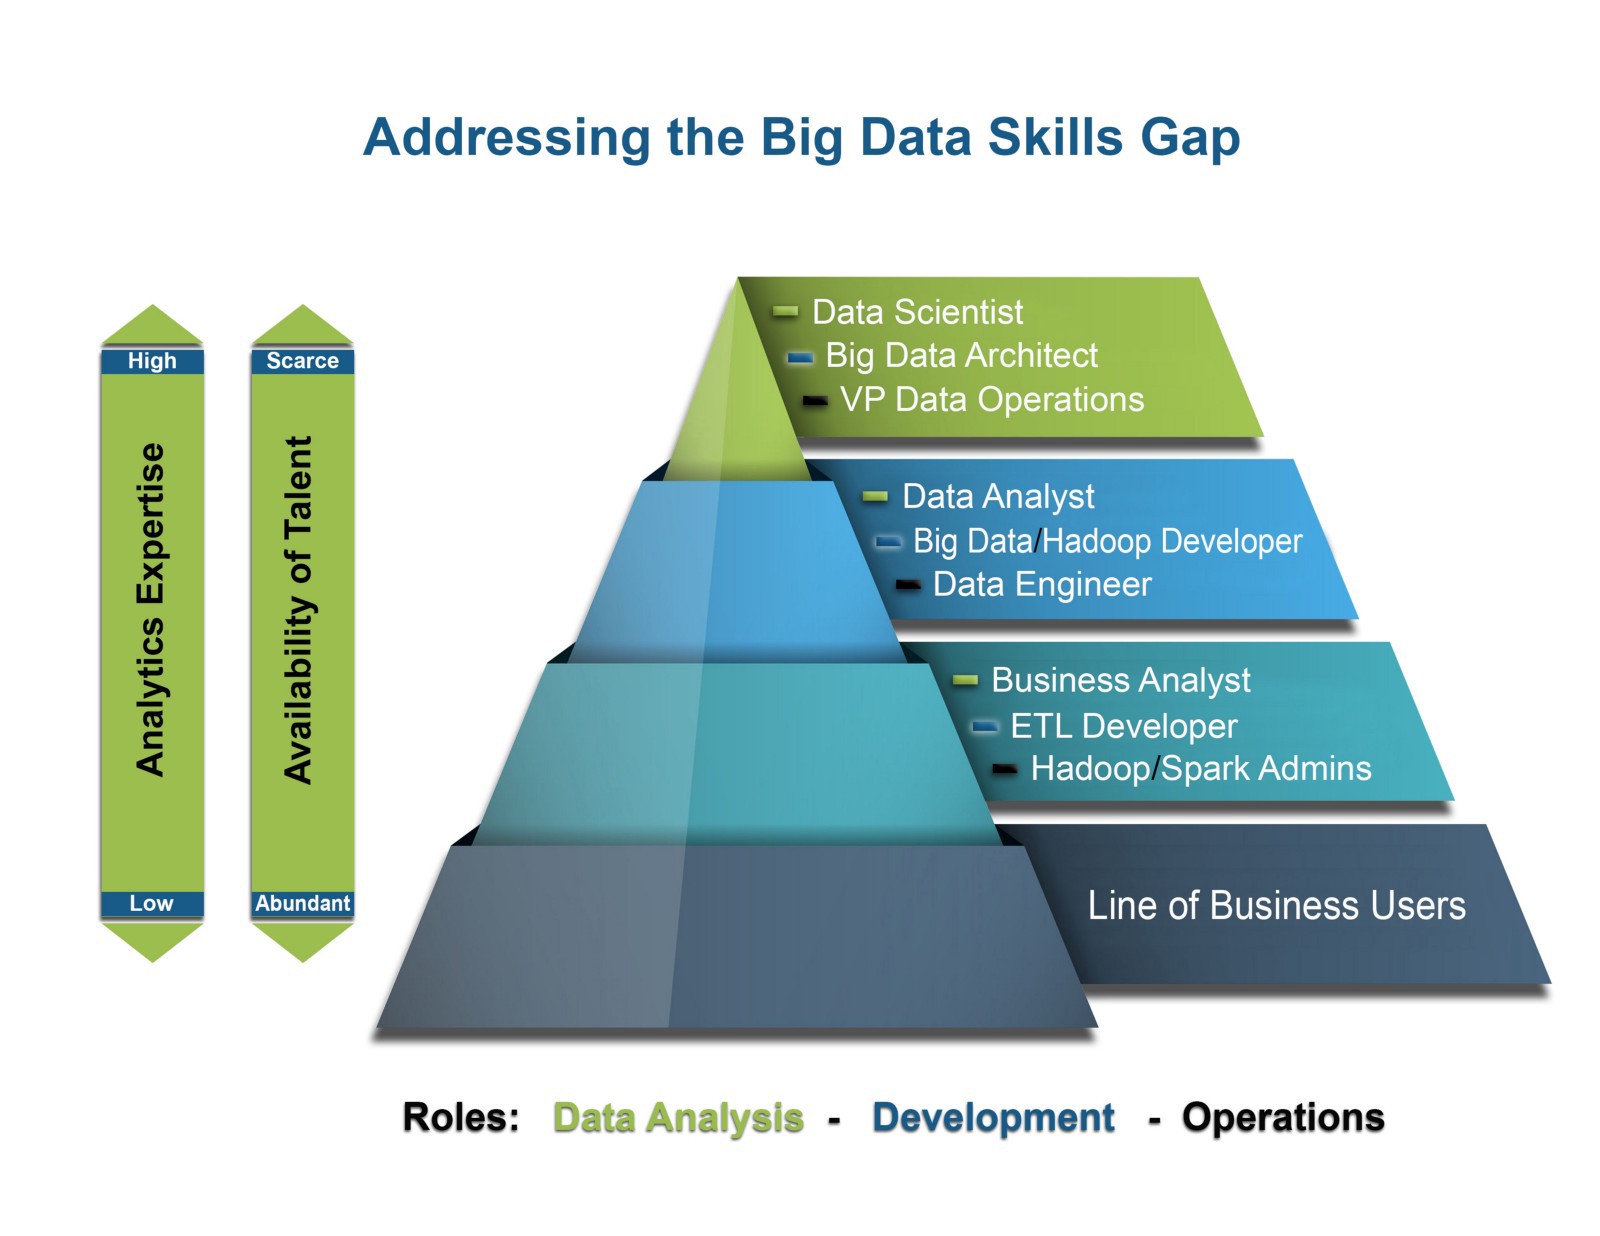 Addressing the Big Data Skills Gap
High
Analytics Expertise
Low
Scarce
Availability of Talent
Abundant
Data Scientist
Big Data Architect
VP Data Operations
Data Analyst
Big Data/Hadoop Developer
Data Engineer
Business Analyst
ETL Developer
Hadoop/Spark Admins
Line of Business Users
Roles: Data Analysis - Development - Operations